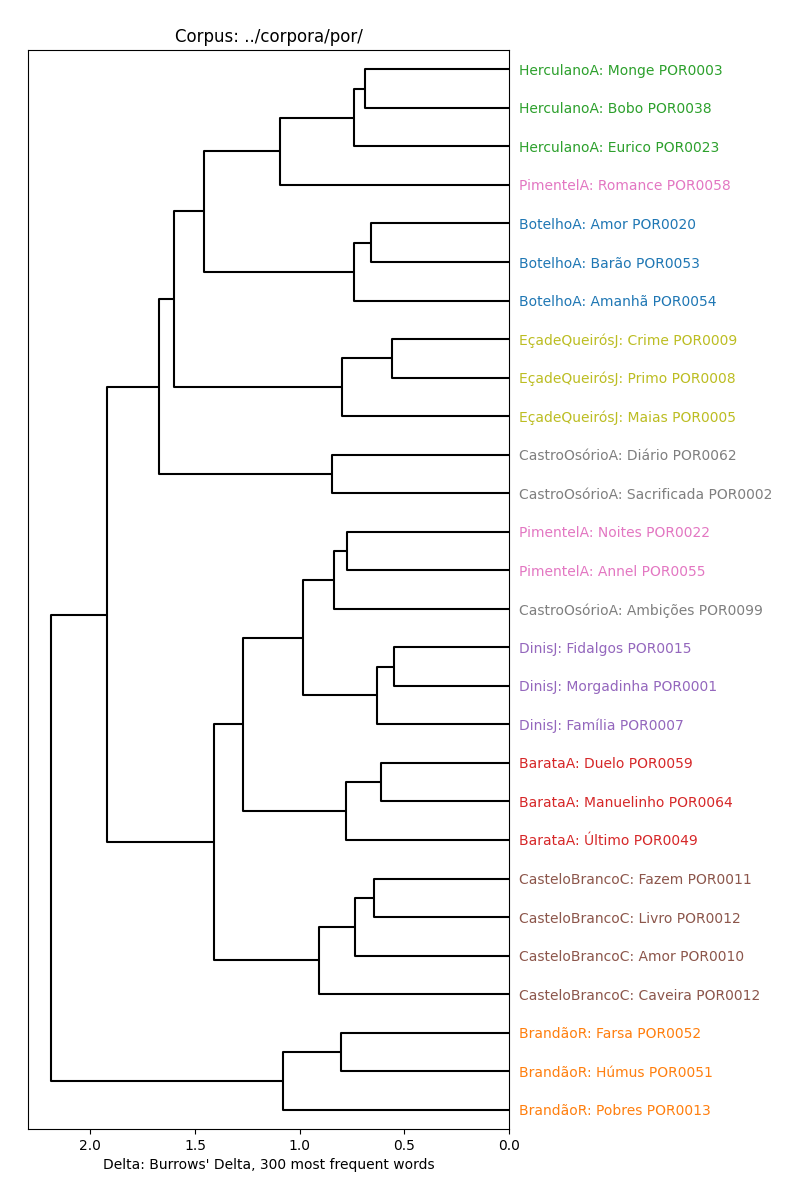 Corpus: ../corpora/por/
HerculanoA: Monge POR0003
HerculanoA: Bobo POR0038
HerculanoA: Eurico POR0023
PimentelA: Romance POR0058
BotelhoA: Amor POR0020
BotelhoA: Barão POR0053
BotelhoA: Amanhã POR0054
EçadeQueirósJ: Crime POR0009
EçadeQueirósJ: Primo POR0008
EçadeQueirósJ: Maias POR0005
CastroOsórioA: Diário POR0062
CastroOsórioA: Sacrificada POR0002
PimentelA: Noites POR0022
PimentelA: Annel POR0055
CastroOsórioA: Ambições POR0099
DinisJ: Fidalgos POR0015
DinisJ: Morgadinha POR0001
DinisJ: Família POR0007
BarataA: Duelo POR0059
BarataA: Manuelinho POR0064
BarataA: Último POR0049
CasteloBrancoC: Fazem POR0011
CasteloBrancoC: Livro POR0012
CasteloBrancoC: Amor POR0010
CasteloBrancoC: Caveira POR0012
BrandãoR: Farsa POR0052
BrandãoR: Húmus POR0051
BrandãoR: Pobres POR0013
2.0 1.5 1.0 0.5 0.0
Delta: Burrows' Delta, 300 most frequent words